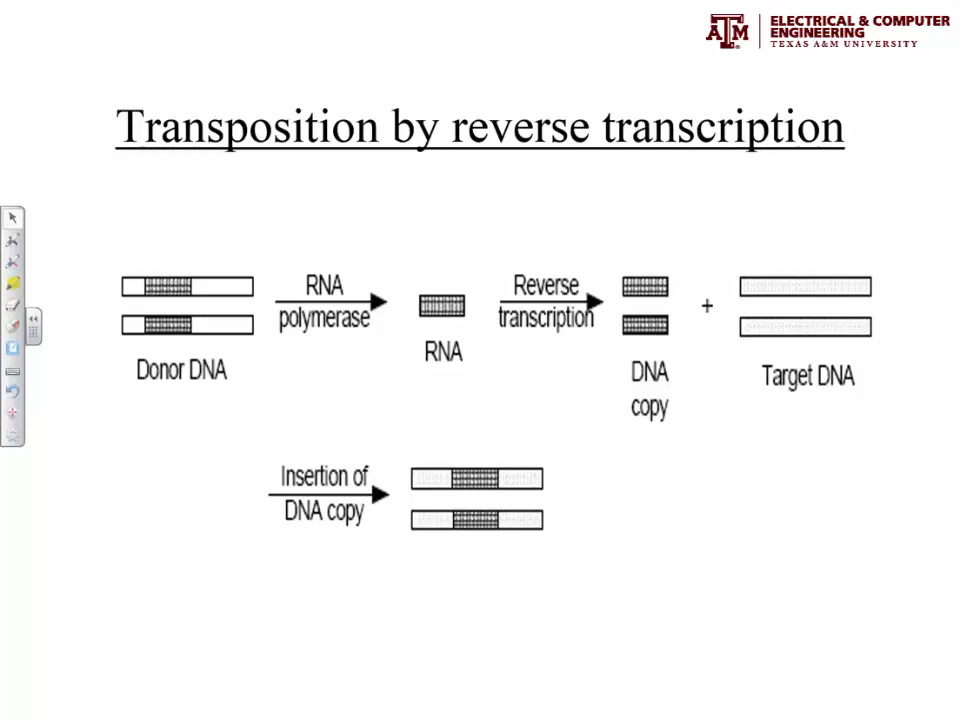 ELECTRICAL & COMPUTER
ENGINEERING
TEXAS A&M UNIVERSITY
Transposition by reverse transcription
RNA
polymerase
Reverse
transcription
+
Donor DNA
RNA
DNA
copy
Target DNA
Insertion of
DNA copy